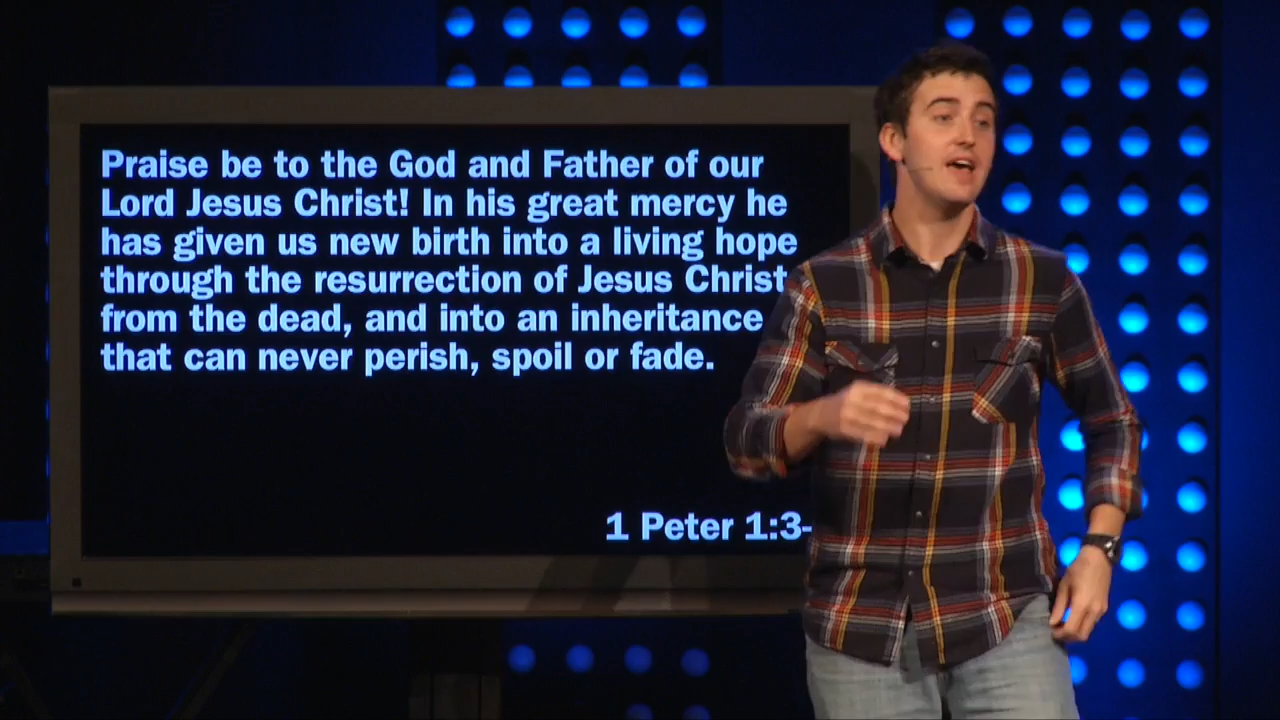 Praise be to the God and Father of our
Lord Jesus Christ! In his great mercy he
has given us new birth into a living hope
through the resurrection of Jesus Christ
from the dead, and into an inheritance
that can never perish, spoil or fade.
1 Peter 1:3-